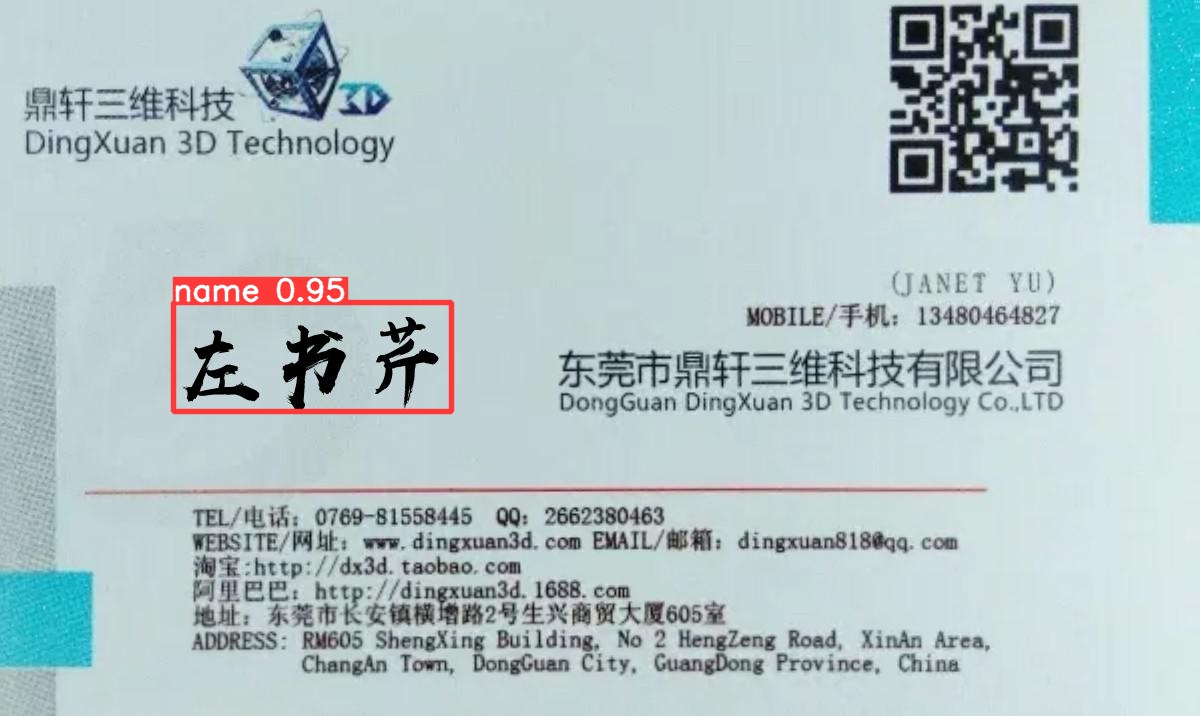 鼎轩三维科技
3D
DingXuan 3D Technology
name 0.95
左书芹
(JANET YU)
MOBILE/手机：13480464827
东莞市鼎轩三维科技有限公司
DongGuan DingXuan 3D Technology Co.,LTD
TEL/电话：0769-81558445 QQ：2662380463
WEBSITE/网址：www.dingxuan3d.com EMAIL/邮箱：dingxuan818@qq.com
淘宝:http://dx3d.taobao.com
阿里巴巴：http://dingxuan3d.1688.com
地址：东莞市长安镇横增路2号生兴商贸大厦605室
ADDRESS: RM605 ShengXing Building, No 2 HengZeng Road, XinAn Area,
ChangAn Town, DongGuan City, GuangDong Province, China